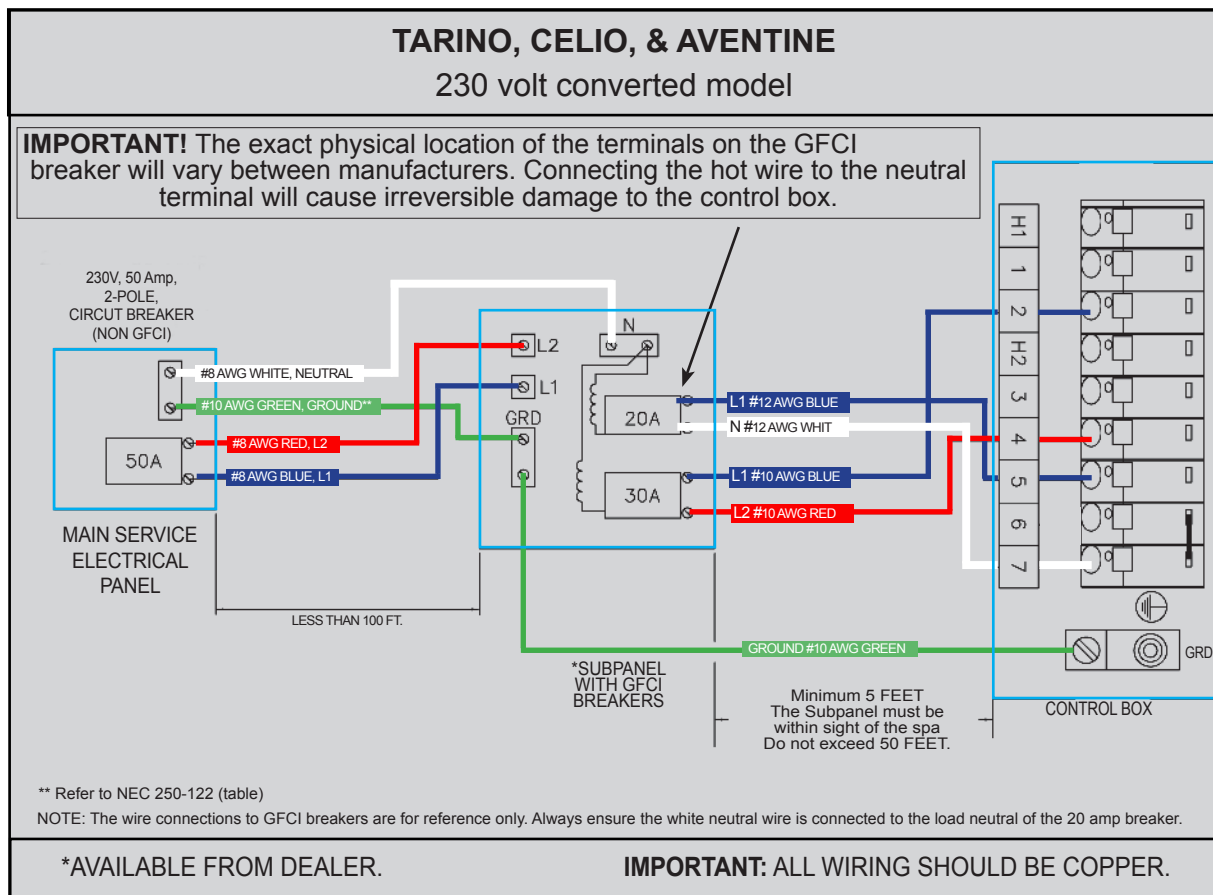 TARINO, CELIO, & AVENTINE
230 volt converted model
IMPORTANT! The exact physical location of the terminals on the GFCI
breaker will vary between manufacturers. Connecting the hot wire to the neutral
terminal will cause irreversible damage to the control box.
230V, 50 Amp,
2-POLE,
CIRCUT BREAKER
(NON GFCI)
#8 AWG WHITE, NEUTRAL
#10 AWG GREEN, GROUND**
#8 AWG RED, L2
#8 AWG BLUE, L1
50A
MAIN SERVICE
ELECTRICAL
PANEL
LESS THAN 100 FT.
N
L2
L1
GRD
20A
30A
*SUBPANEL
WITH GFCI
BREAKERS
L1 #12 AWG BLUE
N #12 AWG WHIT
L1 #10 AWG BLUE
L2 #10 AWG RED
GROUND #10 AWG GREEN
Minimum 5 FEET
The Subpanel must be
within sight of the spa
Do not exceed 50 FEET.
H1
1
2
H2
3
4
5
6
7
GRD
CONTROL BOX
** Refer to NEC 250-122 (table)
NOTE: The wire connections to GFCI breakers are for reference only. Always ensure the white neutral wire is connected to the load neutral of the 20 amp breaker.
*AVAILABLE FROM DEALER.
IMPORTANT: ALL WIRING SHOULD BE COPPER.